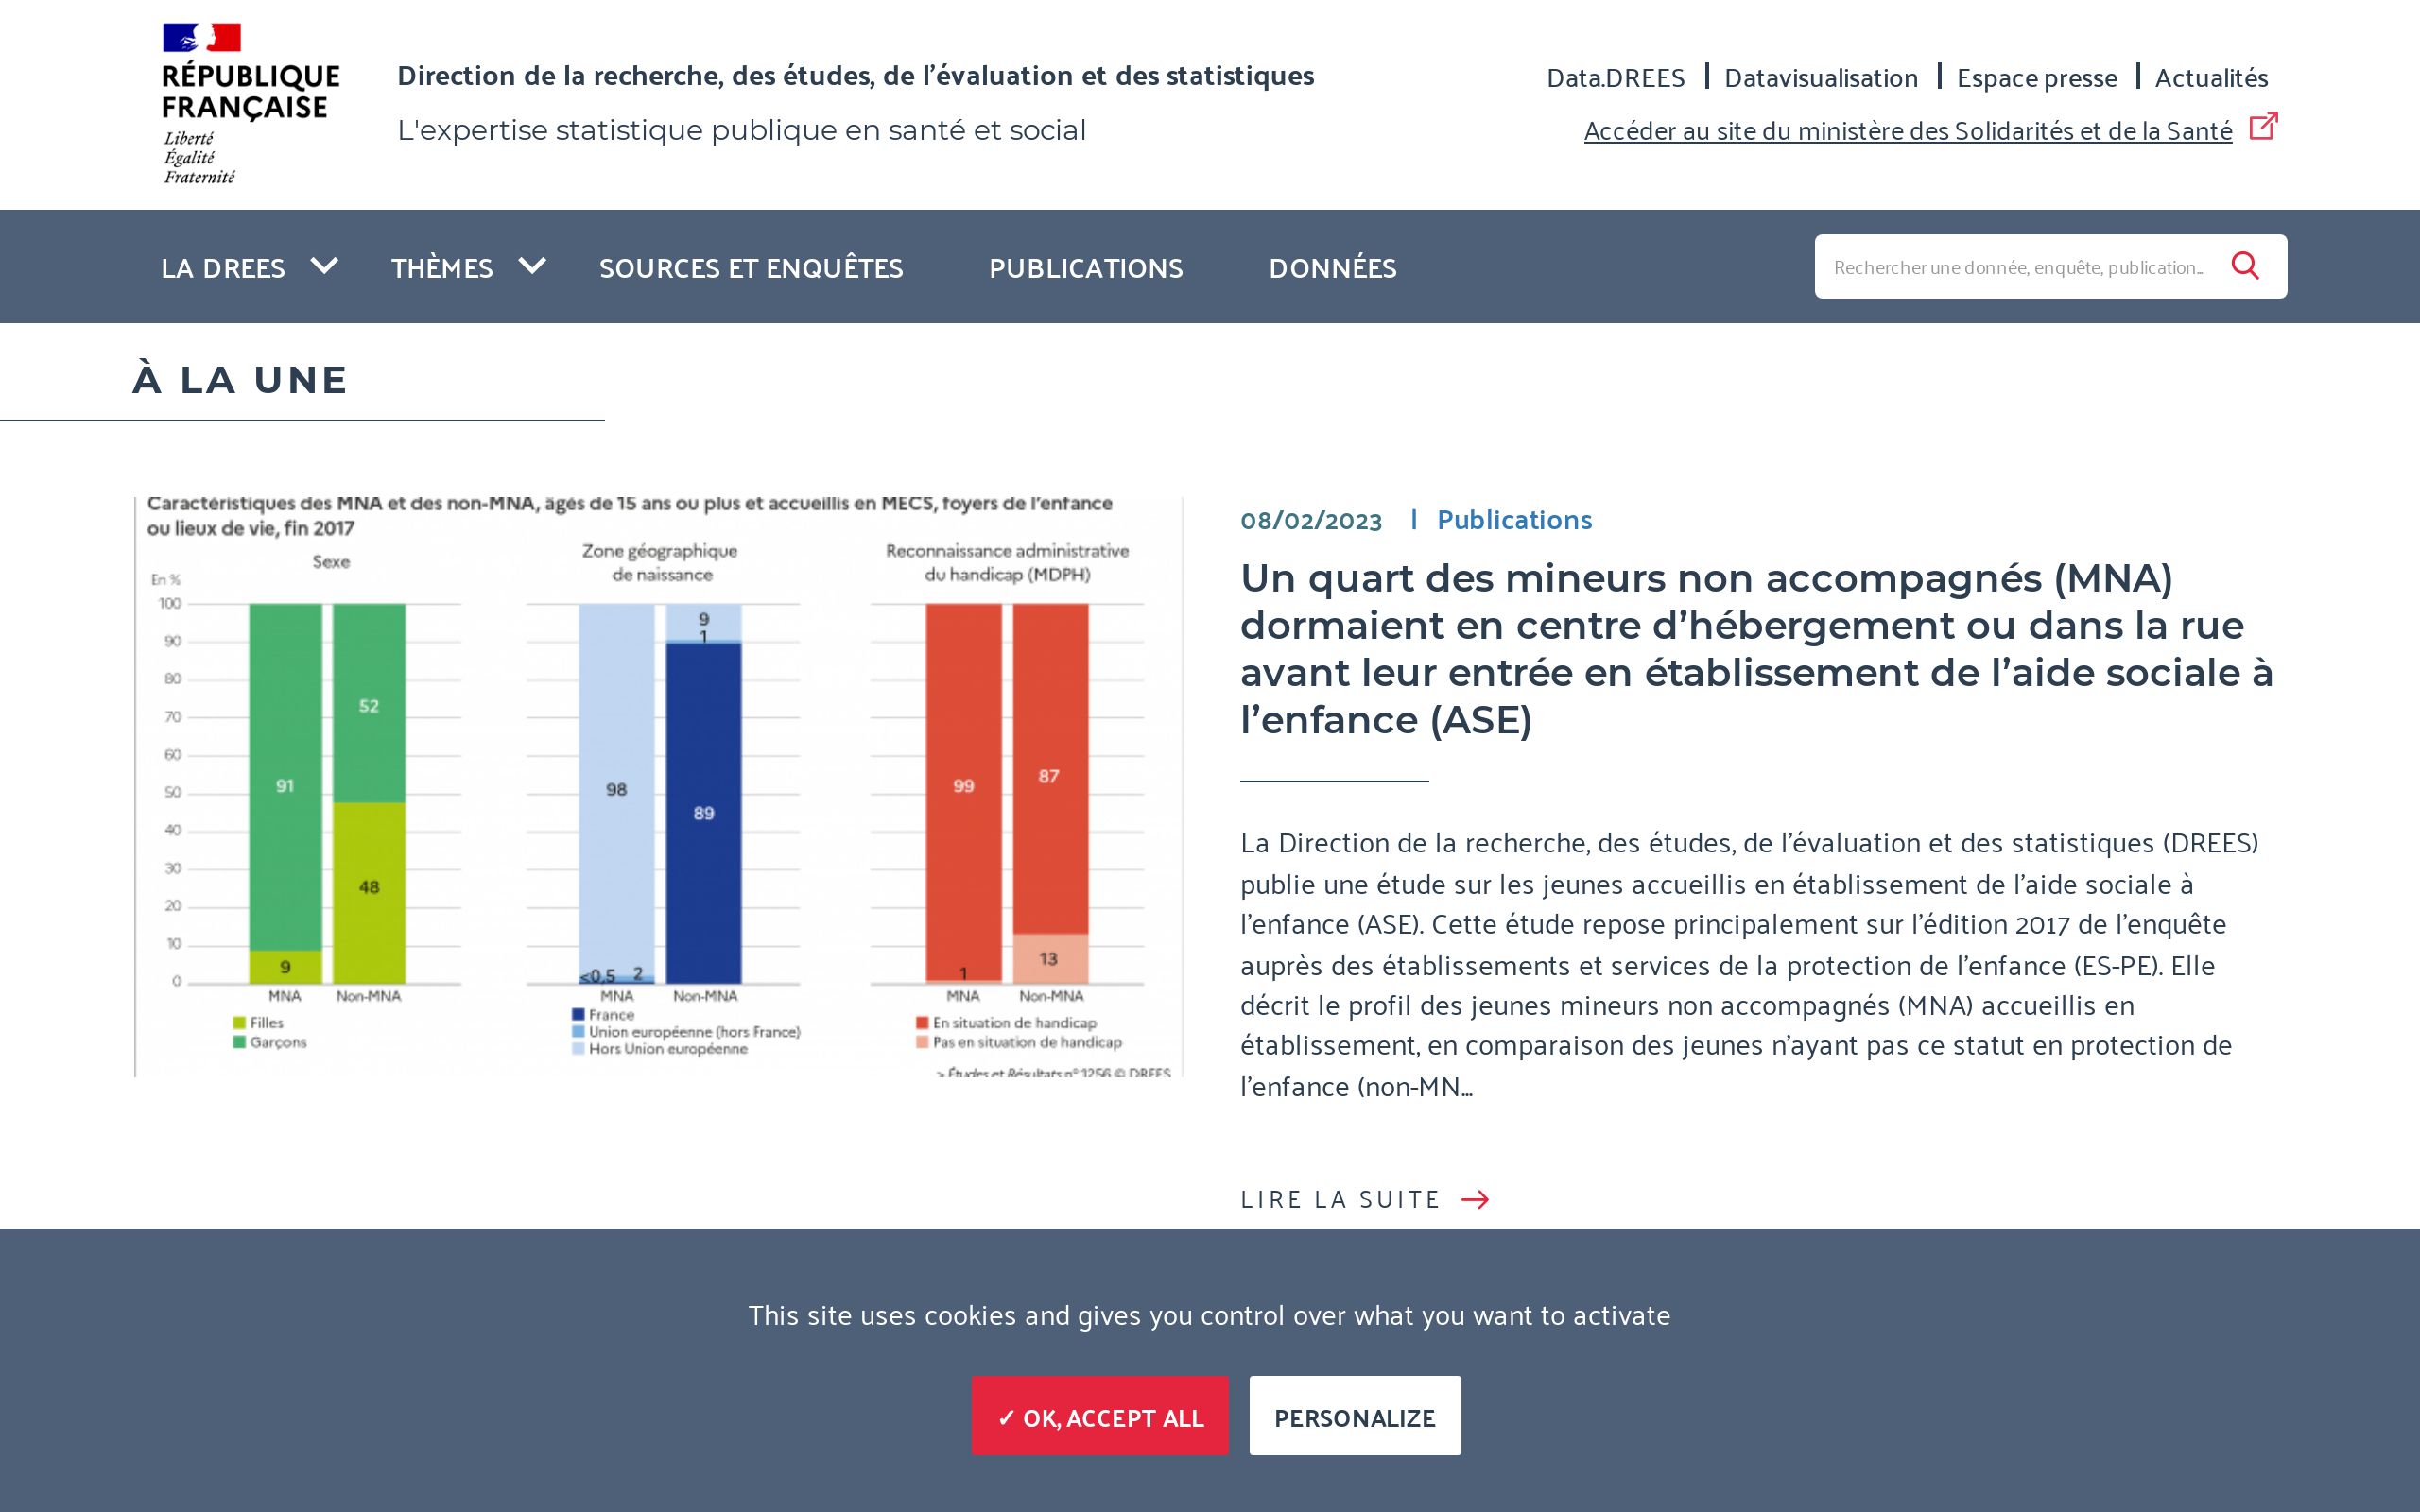 RÉPUBLIQUE
FRANÇAISE
Liberté
Égalité
Fraternité
Direction de la recherche, des études, de l'évaluation et des statistiques
L'expertise statistique publique en santé et social
Data.DREES | Datavisualisation | Espace presse | Actualités
Accéder au site du ministère des Solidarités et de la Santé
LA DREES THÈMES SOURCES ET ENQUÊTES PUBLICATIONS DONNÉES
Rechercher une donnée, enquête, publication...
À LA UNE
Caractéristiques des MNA et des non-MNA, âgés de 15 ans ou plus et accueillis en MECS, foyers de l'enfance
ou lieux de vie, fin 2017
Sexe
En %
100
90
80
70
60
50
40
30
20
10
0
91
9
52
48
MNA Non-MNA
Filles
Garçons
Zone géographique
de naissance
98
<0,5 2
9
1
89
MNA Non-MNA
France
Union européenne (hors France)
Hors Union européenne
Reconnaissance administrative
du handicap (MDPH)
99
1
87
13
MNA Non-MNA
En situation de handicap
Pas en situation de handicap
> Études et Résultats n° 1256 © DREES
08/02/2023 | Publications
Un quart des mineurs non accompagnés (MNA)
dormaient en centre d’hébergement ou dans la rue
avant leur entrée en établissement de l’aide sociale à
l’enfance (ASE)
La Direction de la recherche, des études, de l’évaluation et des statistiques (DREES)
publie une étude sur les jeunes accueillis en établissement de l’aide sociale à
l’enfance (ASE). Cette étude repose principalement sur l’édition 2017 de l’enquête
auprès des établissements et services de la protection de l’enfance (ES-PE). Elle
décrit le profil des jeunes mineurs non accompagnés (MNA) accueillis en
établissement, en comparaison des jeunes n’ayant pas ce statut en protection de
l’enfance (non-MN...
LIRE LA SUITE
This site uses cookies and gives you control over what you want to activate
✓ OK, ACCEPT ALL PERSONALIZE